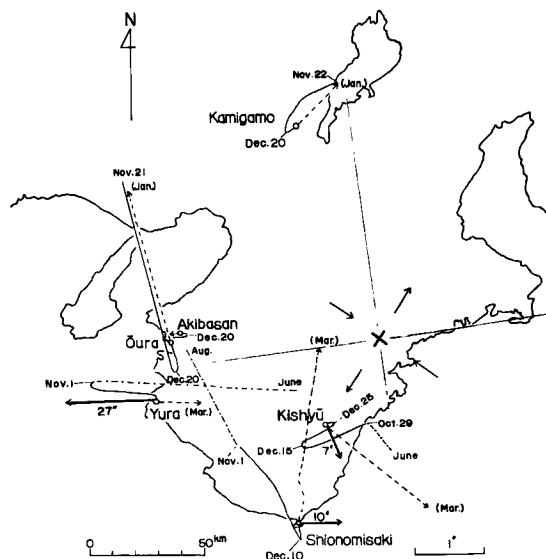 N
Nov. 22
(Jan.)
Kamigamo
Dec. 20
Nov. 21
(Jan.)
Akibasan
Dec. 20
Ōura
Aug.
(Mar.)
Dec. 20
Nov. 1
June
Dec. 25
27"
Yura
(Mar.)
Kishyū
Oct. 29
Dec. 15
7"
June
Nov. 1
(Mar.)
10"
Shionomisaki
Dec. 10
0
50 km
1"